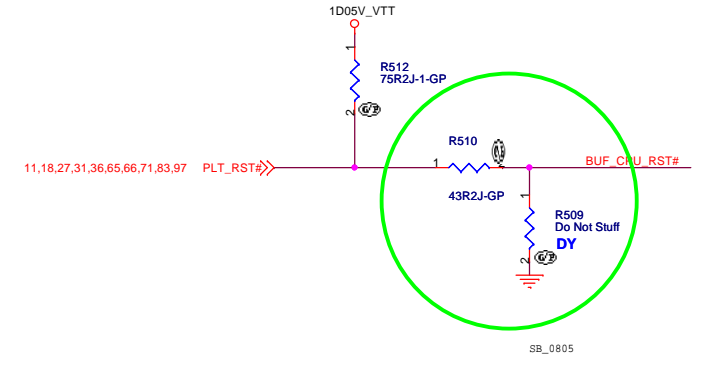 1D05V_VTT
1
R512
75R2J-1-GP
2
G/P
R510
11,18,27,31,36,65,66,71,83,97 PLT_RST#
1
BUF_CPU_RST#
43R2J-GP
1
R509
Do Not Stuff
DY
2
G/P
SB_0805